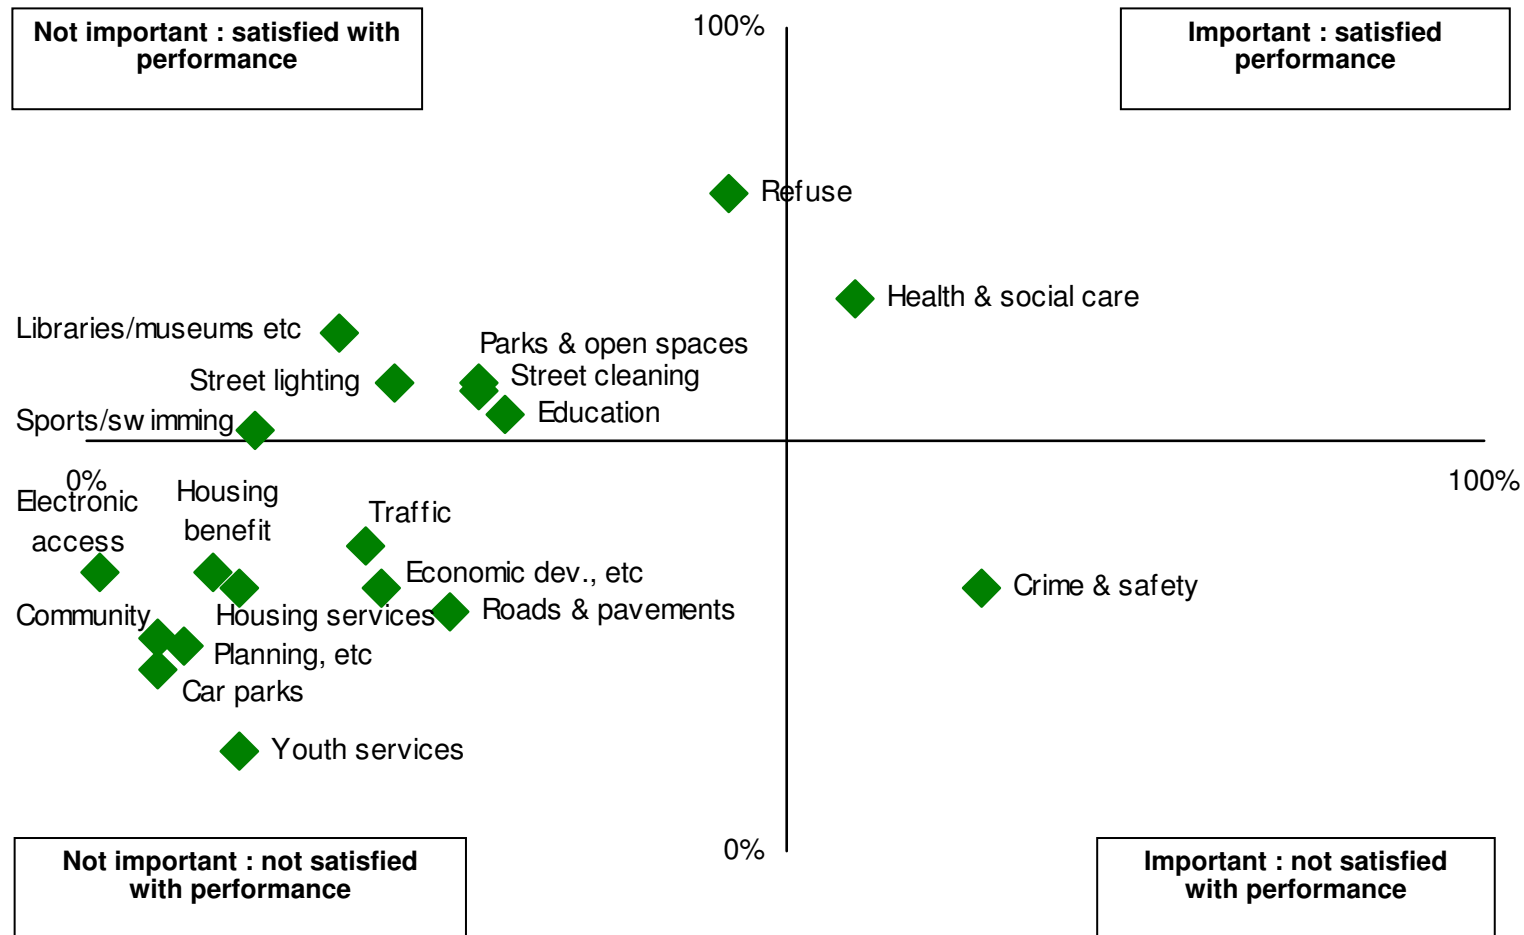 Not important : satisfied with
performance
100%
Important : satisfied
performance
Refuse
Health & social care
Libraries/museums etc
Parks & open spaces
Street lighting
Street cleaning
Education
Sports/swimming
0%
100%
Electronic
access
Housing
benefit
Traffic
Economic dev., etc
Crime & safety
Community
Housing services
Roads & pavements
Planning, etc
Car parks
Youth services
0%
Not important : not satisfied
with performance
Important : not satisfied
with performance